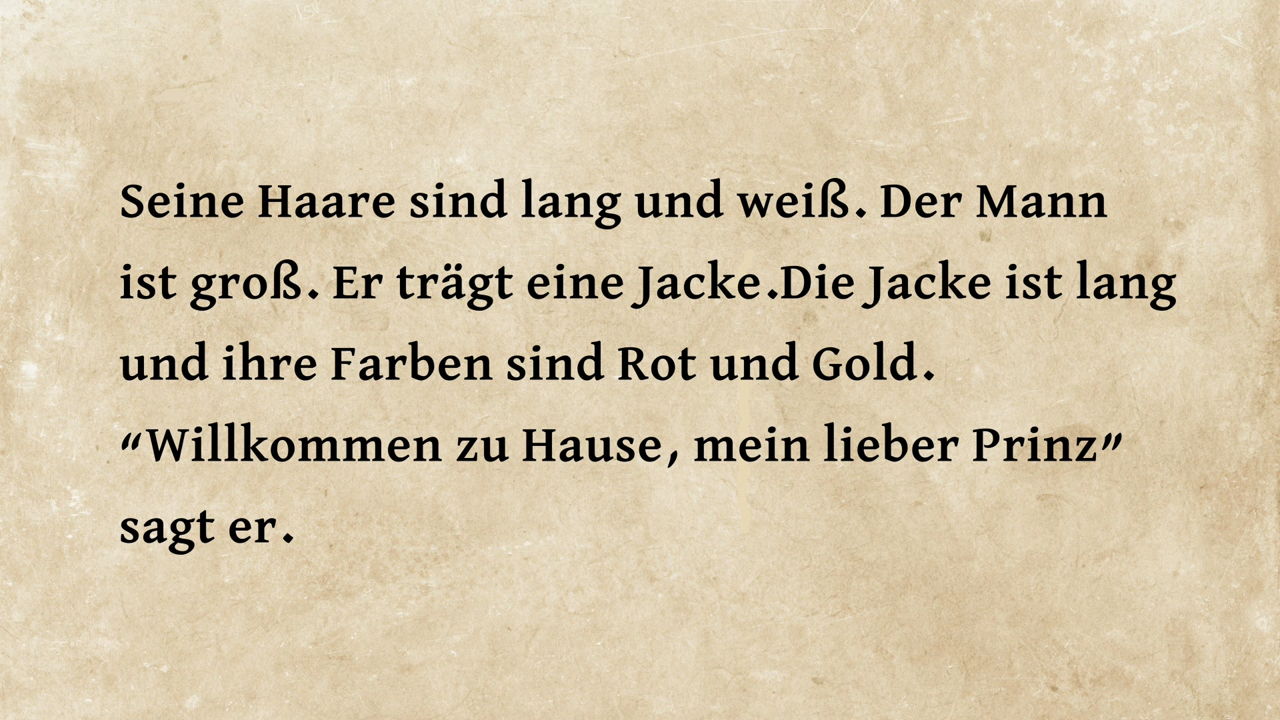 Seine Haare sind lang und weiß. Der Mann
ist groß. Er trägt eine Jacke.Die Jacke ist lang
und ihre Farben sind Rot und Gold.
“Willkommen zu Hause, mein lieber Prinz”
sagt er.